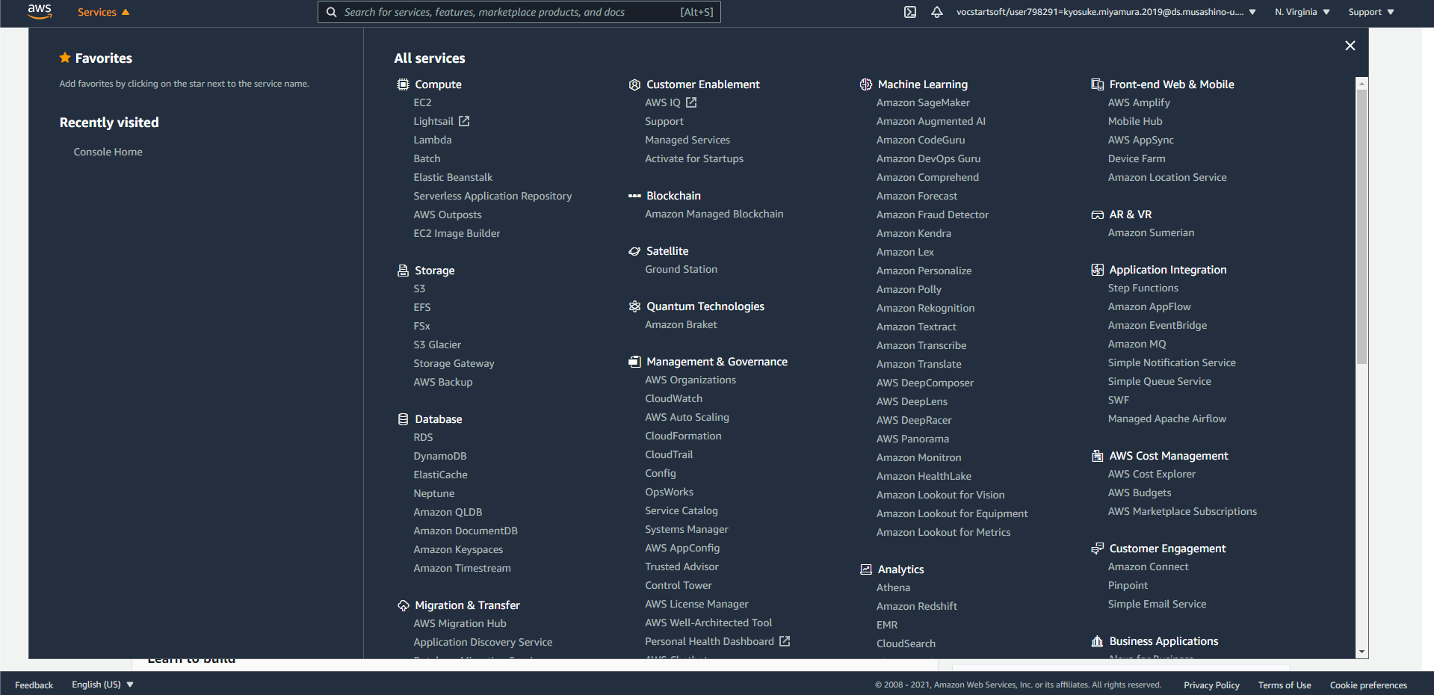 aws
Services
Search for services, features, marketplace products, and docs
[Alt+S]
vocstartsoft/user798291=kyosuke.miyamura.2019@ds.musashino-u....
N. Virginia
Support
Favorites
Add favorites by clicking on the star next to the service name.
Recently visited
Console Home
All services
Compute
EC2
Lightsail
Lambda
Batch
Elastic Beanstalk
Serverless Application Repository
AWS Outposts
EC2 Image Builder
Storage
S3
EFS
FSx
S3 Glacier
Storage Gateway
AWS Backup
Database
RDS
DynamoDB
ElastiCache
Neptune
Amazon QLDB
Amazon DocumentDB
Amazon Keyspaces
Amazon Timestream
Migration & Transfer
AWS Migration Hub
Application Discovery Service
Customer Enablement
AWS IQ
Support
Managed Services
Activate for Startups
Blockchain
Amazon Managed Blockchain
Satellite
Ground Station
Quantum Technologies
Amazon Braket
Management & Governance
AWS Organizations
CloudWatch
AWS Auto Scaling
CloudFormation
CloudTrail
Config
OpsWorks
Service Catalog
Systems Manager
AWS AppConfig
Trusted Advisor
Control Tower
AWS License Manager
AWS Well-Architected Tool
Personal Health Dashboard
Machine Learning
Amazon SageMaker
Amazon Augmented AI
Amazon CodeGuru
Amazon DevOps Guru
Amazon Comprehend
Amazon Forecast
Amazon Fraud Detector
Amazon Kendra
Amazon Lex
Amazon Personalize
Amazon Polly
Amazon Rekognition
Amazon Textract
Amazon Transcribe
Amazon Translate
AWS DeepComposer
AWS DeepLens
AWS DeepRacer
AWS Panorama
Amazon Monitron
Amazon HealthLake
Amazon Lookout for Vision
Amazon Lookout for Equipment
Amazon Lookout for Metrics
Analytics
Athena
Amazon Redshift
EMR
CloudSearch
Front-end Web & Mobile
AWS Amplify
Mobile Hub
AWS AppSync
Device Farm
Amazon Location Service
AR & VR
Amazon Sumerian
Application Integration
Step Functions
Amazon AppFlow
Amazon EventBridge
Amazon MQ
Simple Notification Service
Simple Queue Service
SWF
Managed Apache Airflow
AWS Cost Management
AWS Cost Explorer
AWS Budgets
AWS Marketplace Subscriptions
Customer Engagement
Amazon Connect
Pinpoint
Simple Email Service
Business Applications
Learn to build
Feedback
English (US)
© 2008 - 2021, Amazon Web Services, Inc. or its affiliates. All rights reserved.
Privacy Policy
Terms of Use
Cookie preferences